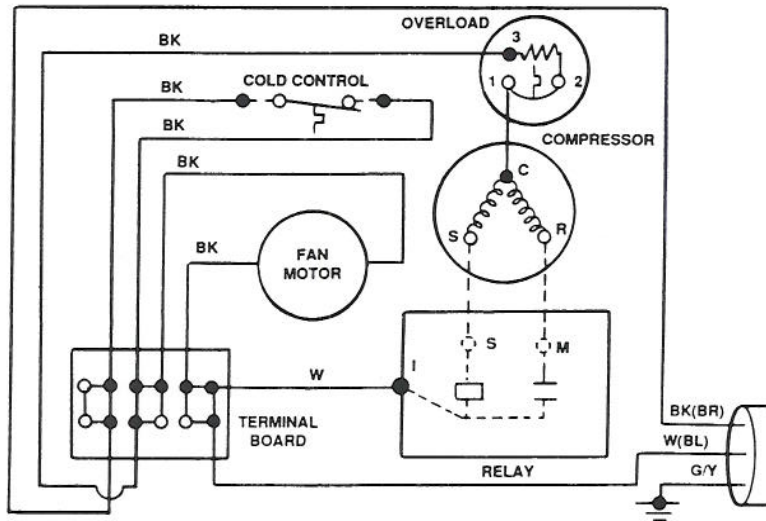 OVERLOAD
BK
3
1
2
COLD CONTROL
BK
BK
COMPRESSOR
BK
C
S
R
BK
FAN
MOTOR
S
M
I
W
TERMINAL
BOARD
BK(BR)
W(BL)
G/Y
RELAY